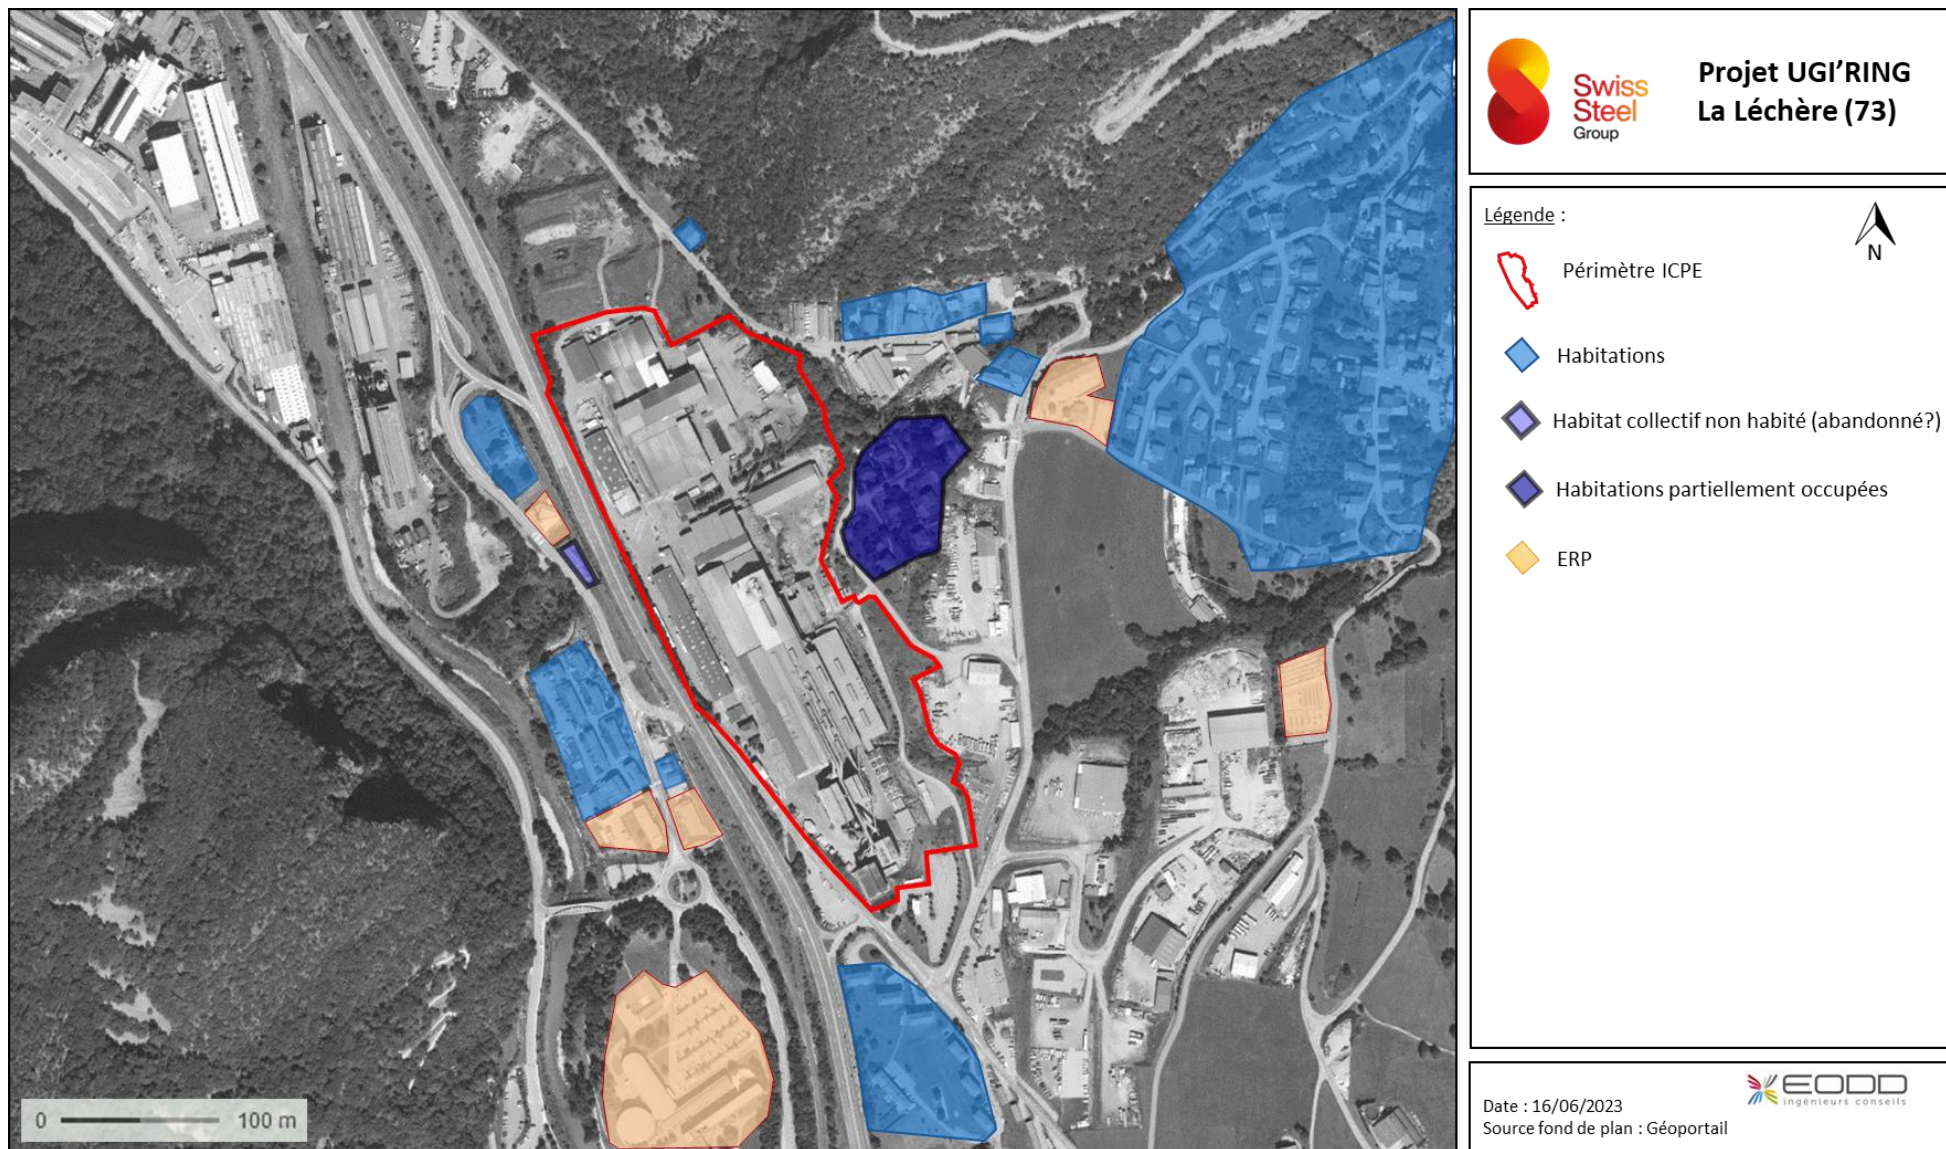 Swiss
Steel
Group
Projet UGI’RING
La Léchère (73)
Légende :
N
Périmètre ICPE
Habitations
Habitat collectif non habité (abandonné?)
Habitations partiellement occupées
ERP
0 100 m
EODD
ingénieurs conseils
Date : 16/06/2023
Source fond de plan : Géoportail